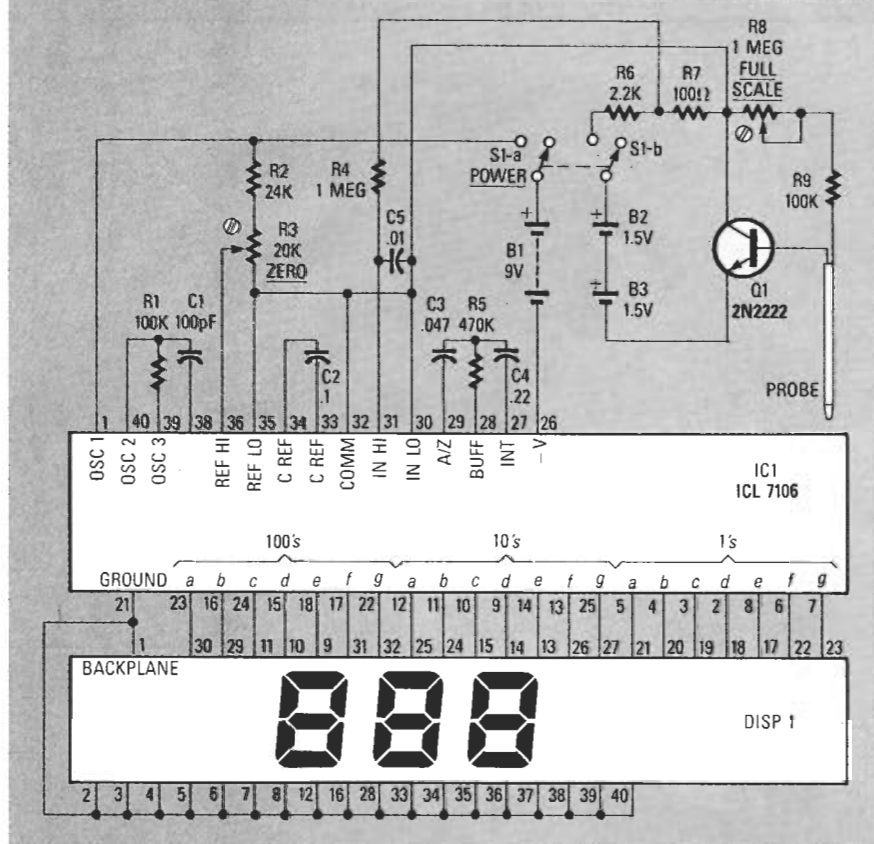 R8
1 MEG
FULL
SCALE
R6
2.2K
R7
100Ω
S1-a
POWER
S1-b
R2
24K
R4
1 MEG
R9
100K
C5
.01
R3
20K
ZERO
+
B1
9V
+
B2
1.5V
+
B3
1.5V
Q1
2N2222
R1
100K
C1
100pF
C2
.1
C3
.047
R5
470K
C4
.22
PROBE
1 40 39 38 36 35 34 33 32 31 30 29 28 27 26
OSC 1
OSC 2
OSC 3
REF HI
REF LO
C REF
C REF
COMM
IN HI
IN LO
A/Z
BUFF
INT
−V
IC1
ICL 7106
100's 10's 1's
GROUND a b c d e f g a b c d e f g a b c d e f g
21 23 16 24 15 18 17 22 12 11 10 9 14 13 25 5 4 3 2 8 6 7
1 30 29 11 10 9 31 32 25 24 15 14 13 26 27 21 20 19 18 17 22 23
BACKPLANE
888
DISP 1
2 3 4 5 6 7 8 12 16 28 33 34 35 36 37 38 39 40